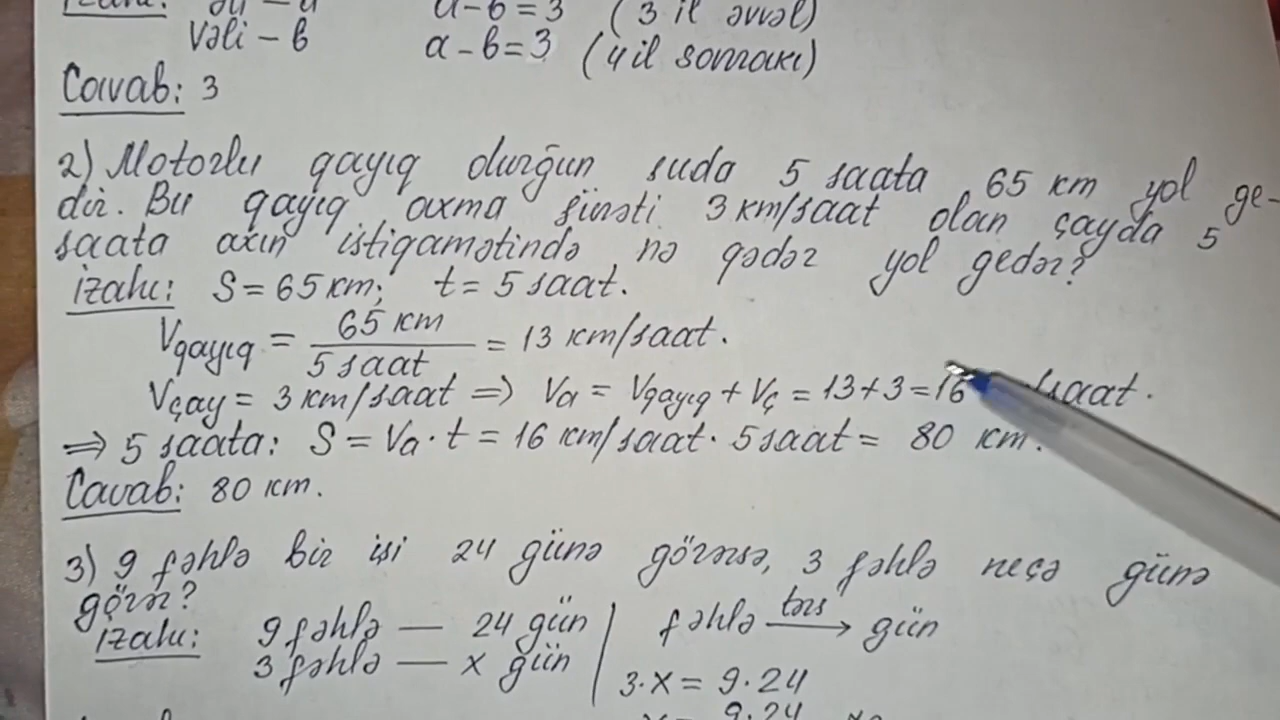 İzahı: Əli – a a – b = 3 (3 il əvvəl)
Vəli – b a – b = 3 (4 il sonrakı)
Cavab: 3
2) Motorlu qayıq durğun suda 5 saata 65 km yol ge-
dir. Bu qayıq axma sürəti 3 km/saat olan çayda 5
saata axın istiqamətində nə qədər yol gedər?
izahı: S = 65 km; t = 5 saat.
Vqayıq = 65 km / 5 saat = 13 km/saat.
Vçay = 3 km/saat => Va = Vqayıq + Vç = 13 + 3 = 16 /saat.
=> 5 saata: S = Va · t = 16 km/saat · 5 saat = 80 km.
Cavab: 80 km.
3) 9 fəhlə bir işi 24 günə görərsə, 3 fəhlə neçə günə
görər?
izahı: 9 fəhlə — 24 gün | fəhlə tərs → gün
3 fəhlə — x gün | 3·x = 9·24
9·24